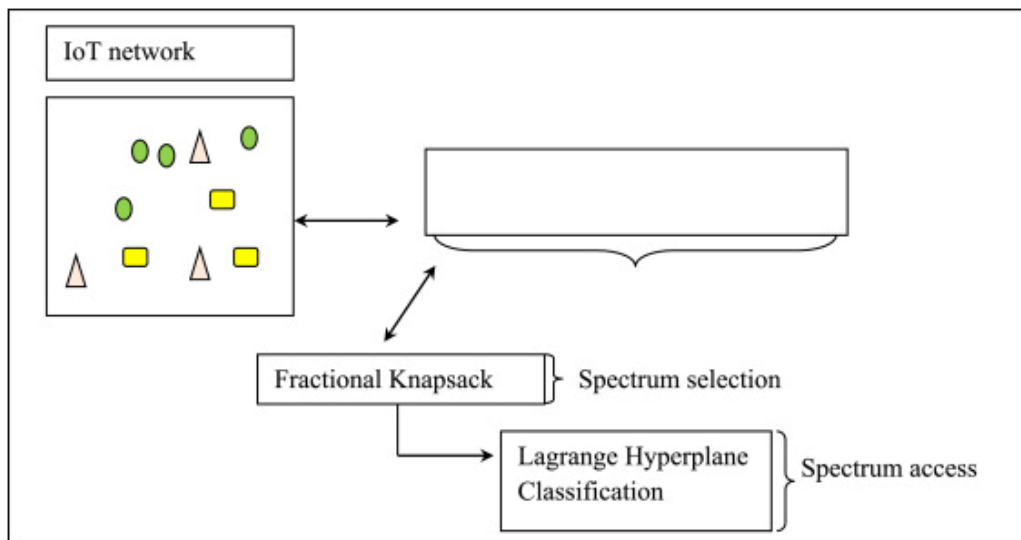 IoT network
Fractional Knapsack
Spectrum selection
Lagrange Hyperplane
Classification
Spectrum access